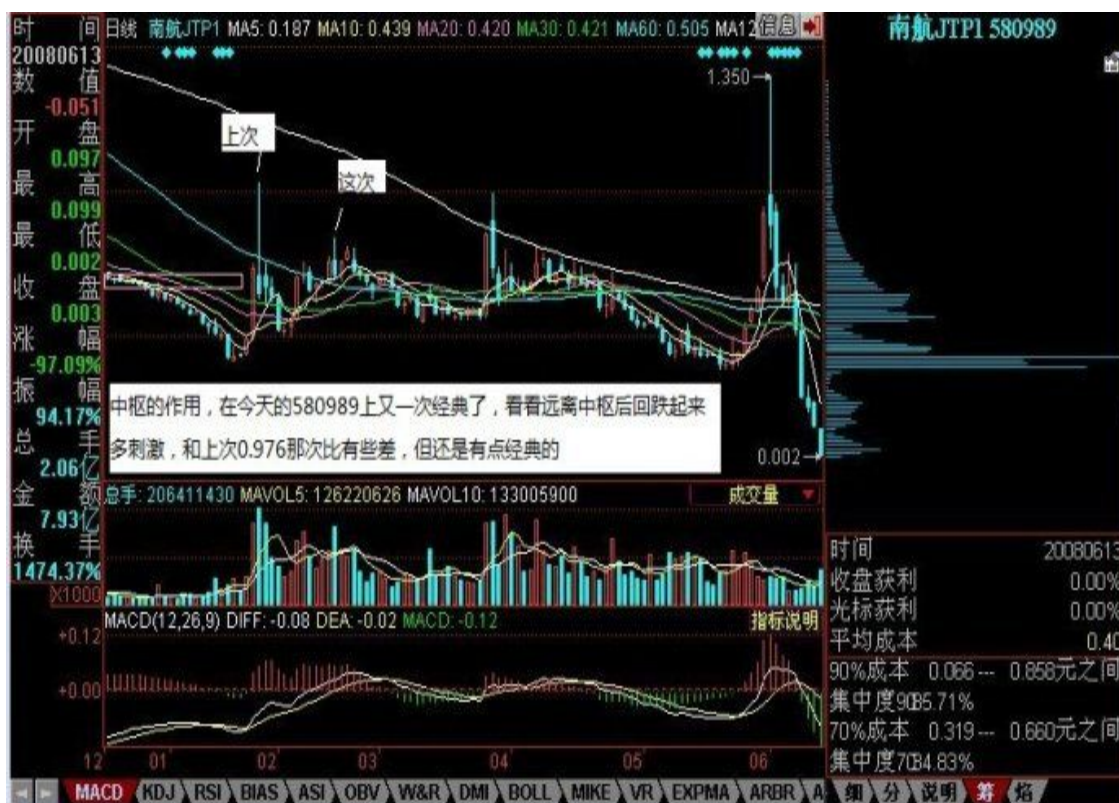 时间
20080613
数值
-0.051
开盘
0.097
最高
0.099
最低
0.002
收盘
0.003
涨幅
-97.09%
振幅
94.17%
总手
2.06亿
金额
7.93亿
换手
1474.37%
日线 南航JTP1 MA5: 0.187 MA10: 0.439 MA20: 0.420 MA30: 0.421 MA60: 0.505 MA12 信息
1.350
上次
这次
中枢的作用，在今天的580989上又一次经典了，看看远离中枢后回跌起来
多刺激，和上次0.976那次比有些差，但还是有点经典的
0.002
总手: 206411430 MAVOL5: 126220626 MAVOL10: 133005900 成交量
X1000
MACD(12,26,9) DIFF: -0.08 DEA: -0.02 MACD: -0.12 指标说明
+0.12
+0.00
12 01 02 03 04 05 06
南航JTP1 580989
时间 20080613
收盘获利 0.00%
光标获利 0.00%
平均成本 0.40
90%成本 0.066 --- 0.858元之间
集中度9085.71%
70%成本 0.319 --- 0.660元之间
集中度7034.83%
MACD KDJ RSI BIAS ASI OBV W&R DMI BOLL MIKE VR EXPMA ARBR A 细 分 说明 筹 焰